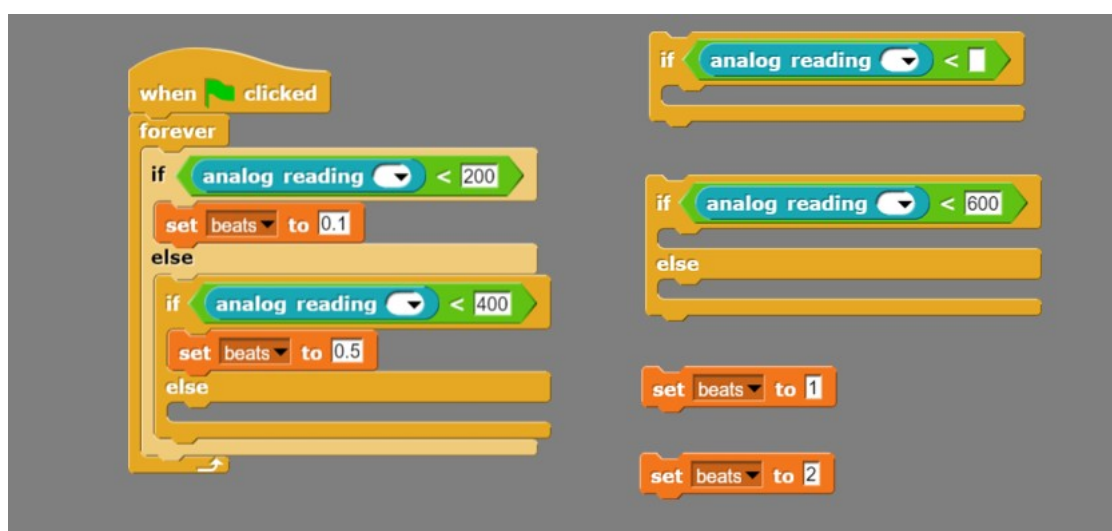 when clicked
forever
if analog reading < 200
set beats to 0.1
else
if analog reading < 400
set beats to 0.5
else
if analog reading <
if analog reading < 600
else
set beats to 1
set beats to 2